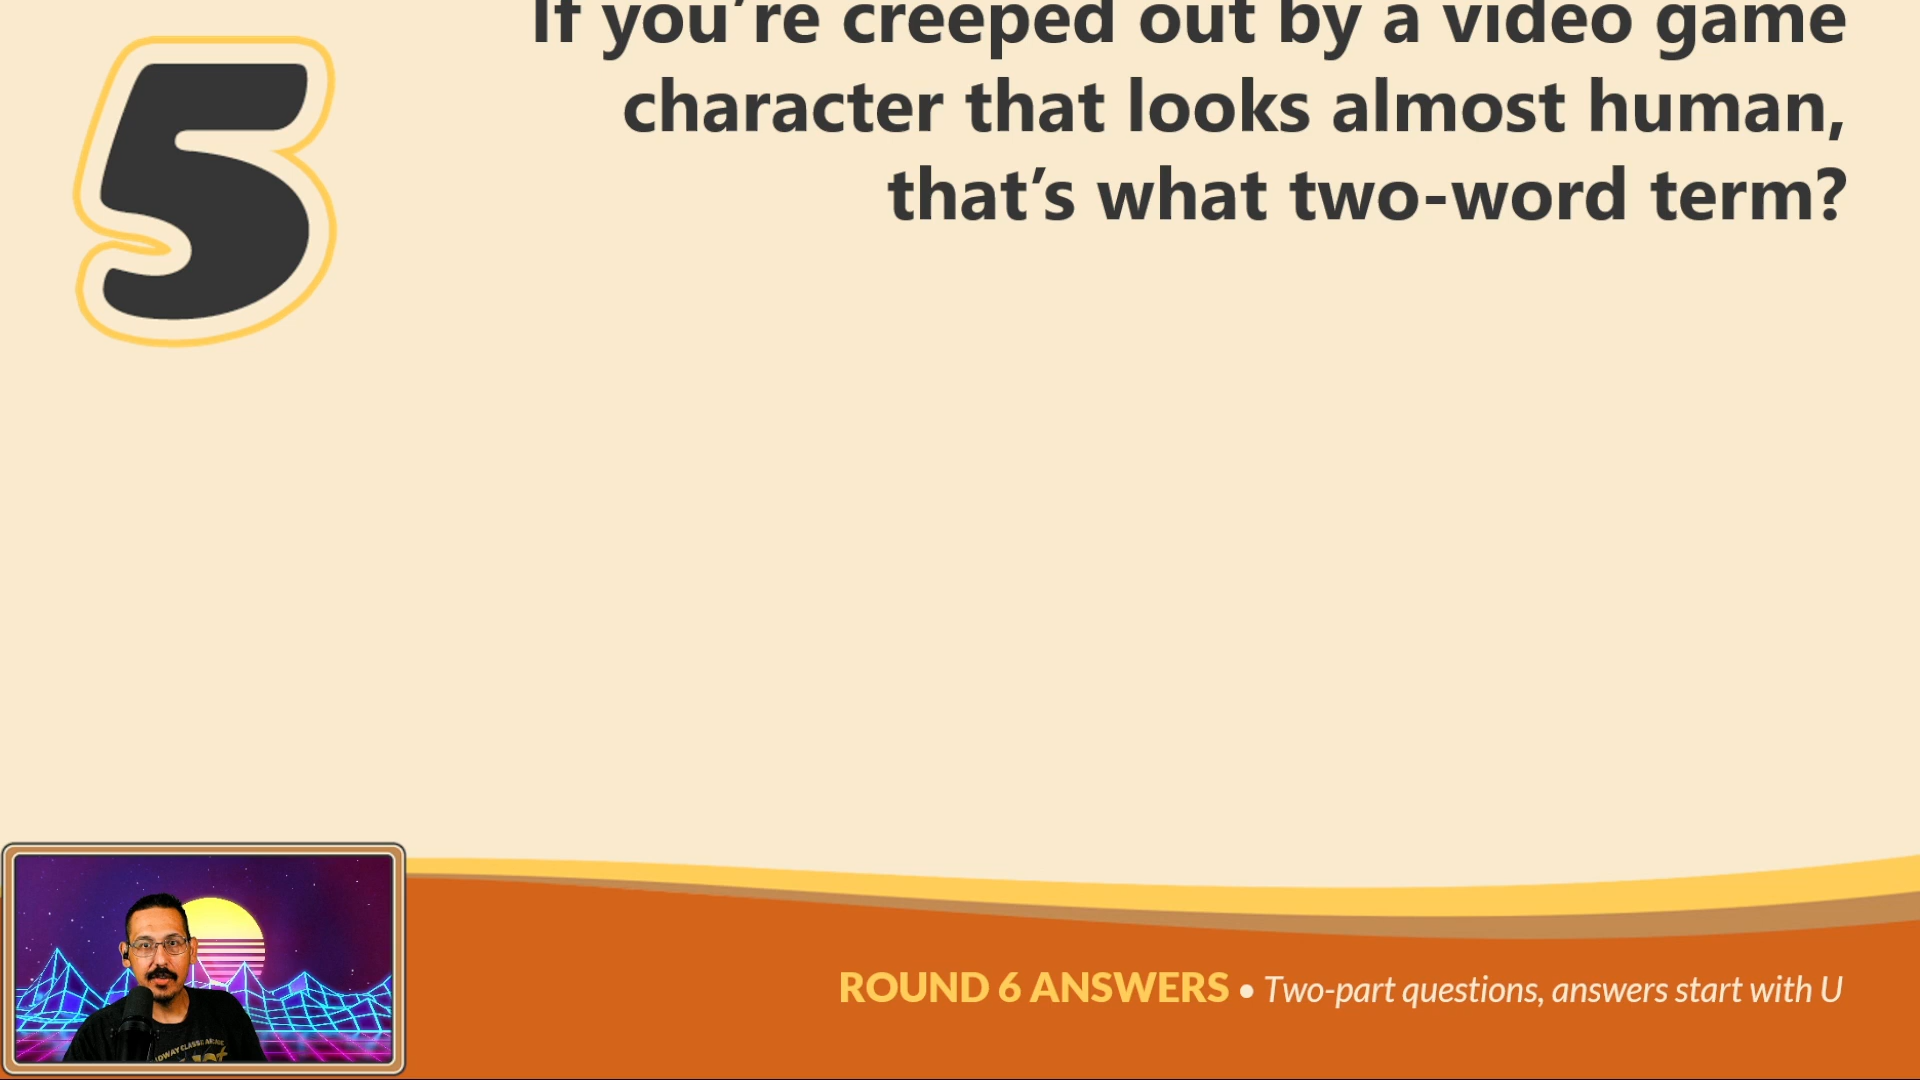 5
If you’re creeped out by a video game
character that looks almost human,
that’s what two-word term?
ROUND 6 ANSWERS • Two-part questions, answers start with U